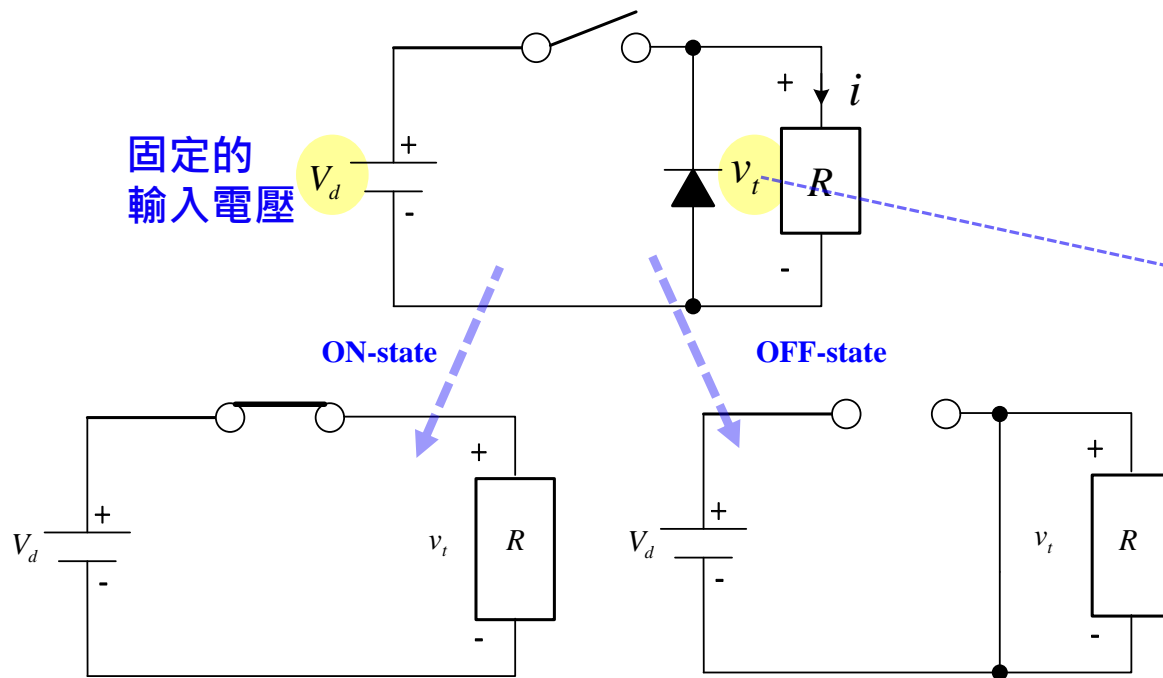 +
i
固定的
輸入電壓
V_d
+
-
v_t
R
-
ON-state
OFF-state
+
V_d
-
+
v_t
R
-
+
V_d
-
+
v_t
R
-